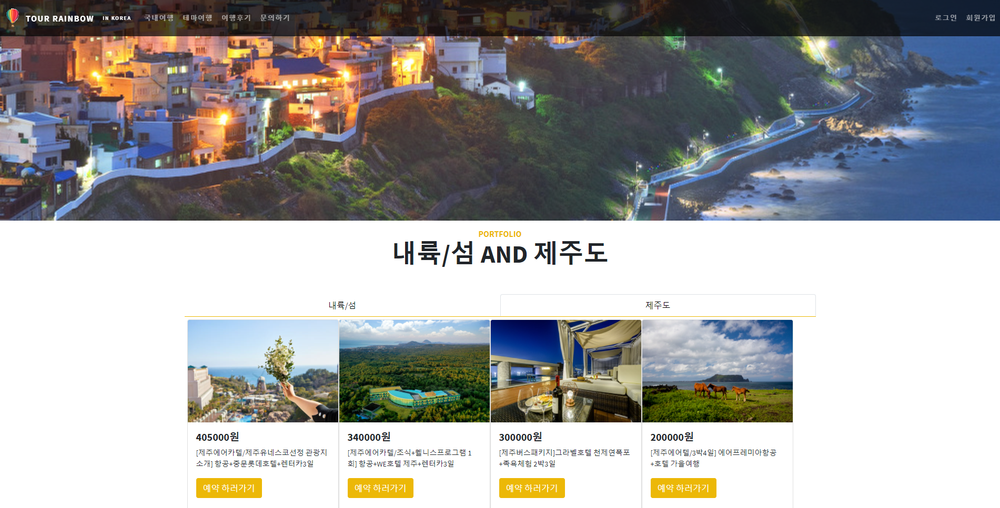 TOUR RAINBOW IN KOREA 국내여행 테마여행 여행후기 문의하기 로그인 회원가입
PORTFOLIO
내륙/섬 AND 제주도
내륙/섬 제주도
405000원
[제주에어카텔/제주유네스코선정 관광지
소개] 항공+중문롯데호텔+렌터카3일
예약 하러가기
340000원
[제주에어카텔/조식+웰니스프로그램 1
회] 항공+WE호텔 제주+렌터카3일
예약 하러가기
300000원
[제주버스패키지]그라벨호텔 천제연폭포
+족욕체험 2박3일
예약 하러가기
200000원
[제주에어텔/3박4일] 에어프레미아항공
+호텔 가을여행
예약 하러가기